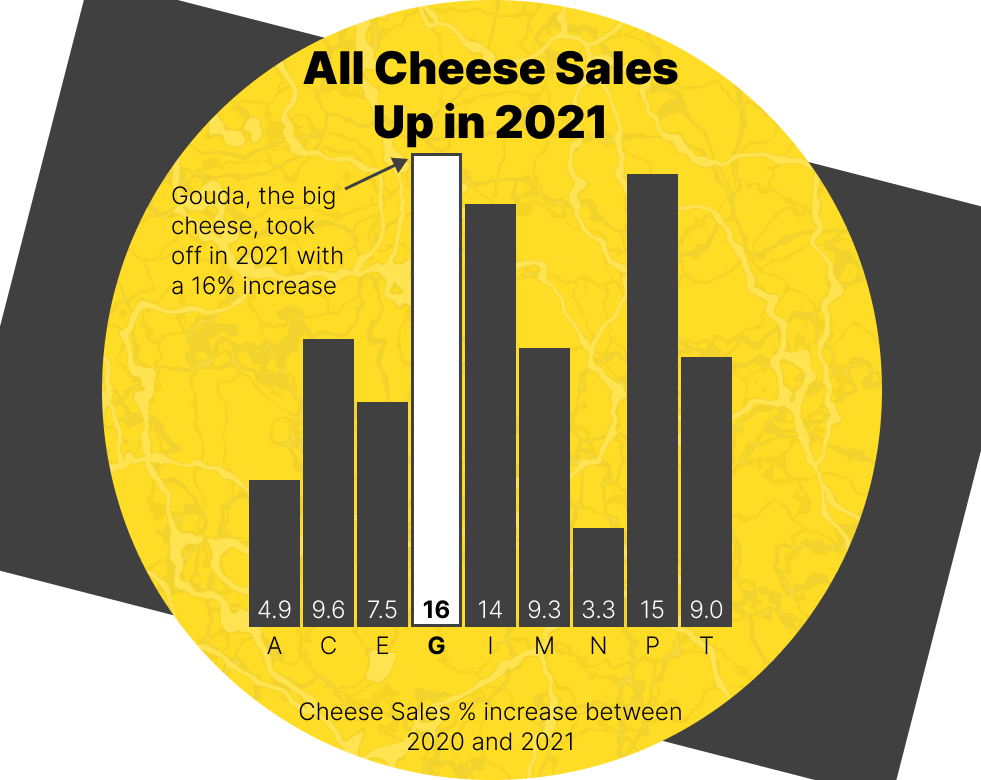 All Cheese Sales
Up in 2021
Gouda, the big
cheese, took
off in 2021 with
a 16% increase
4.9 9.6 7.5 16 14 9.3 3.3 15 9.0
A C E G I M N P T
Cheese Sales % increase between
2020 and 2021